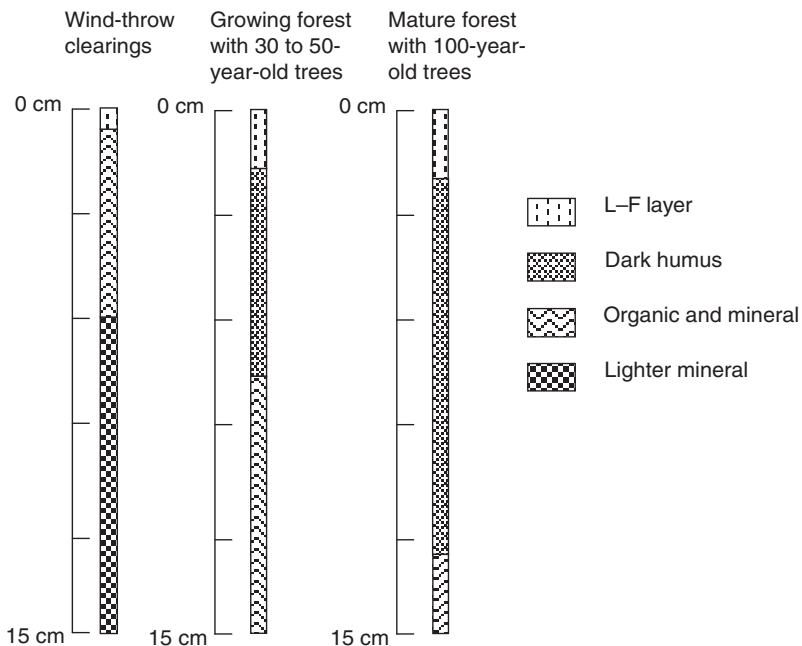 Wind-throw
clearings
Growing forest
with 30 to 50-
year-old trees
Mature forest
with 100-year-
old trees
0 cm
0 cm
0 cm
L–F layer
Dark humus
Organic and mineral
Lighter mineral
15 cm
15 cm
15 cm